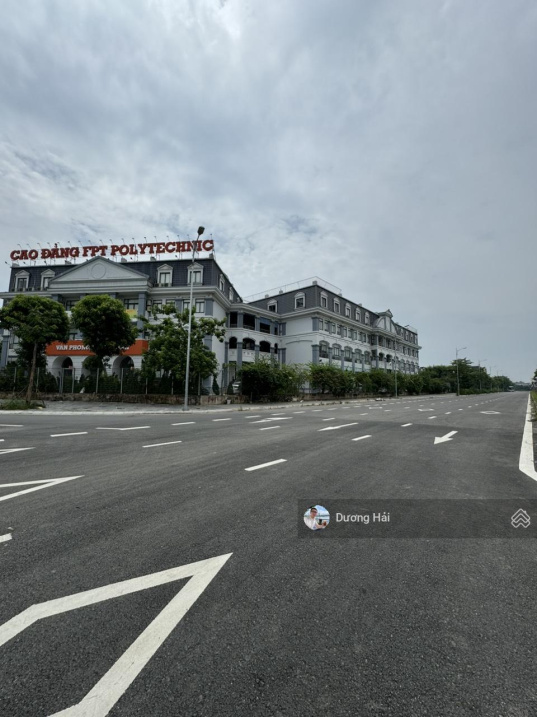 CAO ĐẲNG FPT POLYTECHNIC
VĂN PHÒNG
Dương Hải